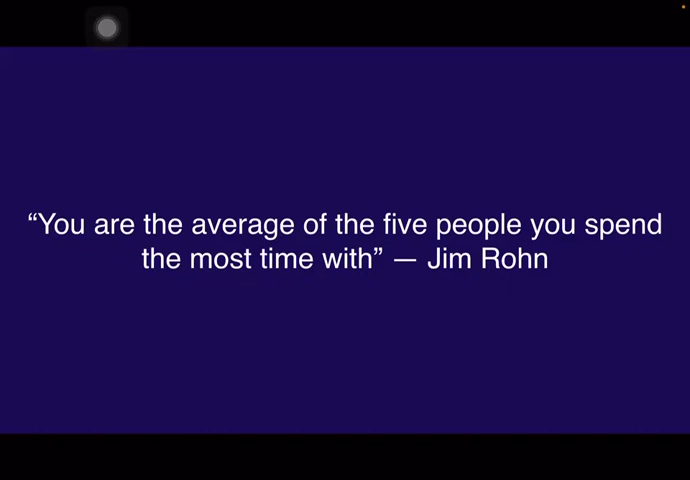 “You are the average of the five people you spend
the most time with” — Jim Rohn